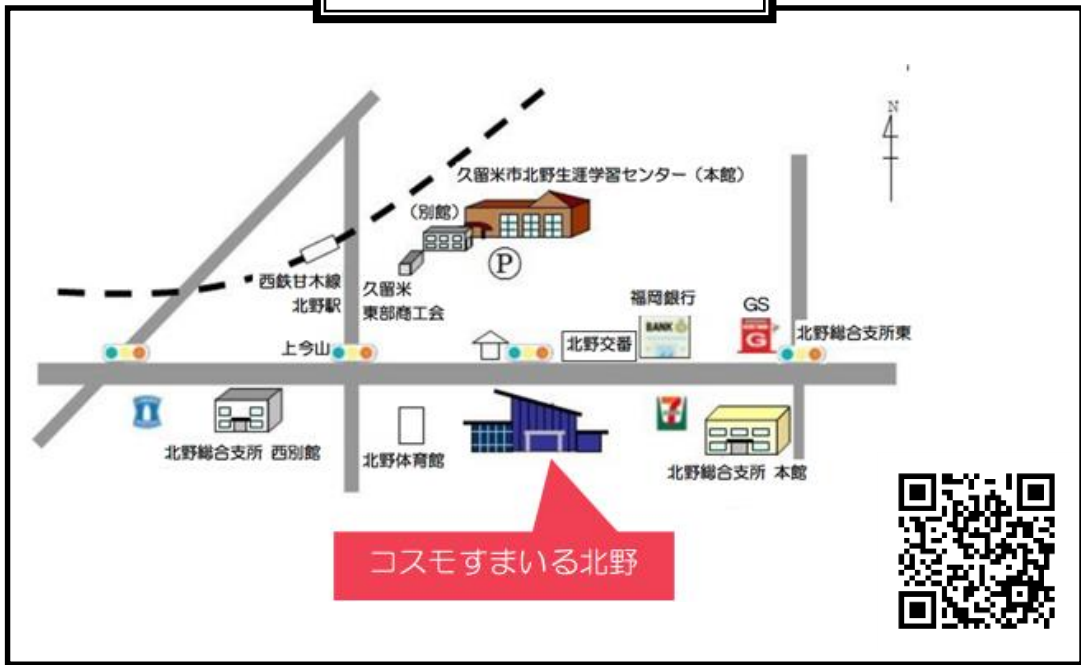 N
久留米市北野生涯学習センター（本館）
（別館）
P
西鉄甘木線
北野駅
久留米
東部商工会
福岡銀行
GS
BANK
G
北野総合支所東
上今山
北野交番
7
北野総合支所 西別館
北野体育館
北野総合支所 本館
コスモすまいる北野